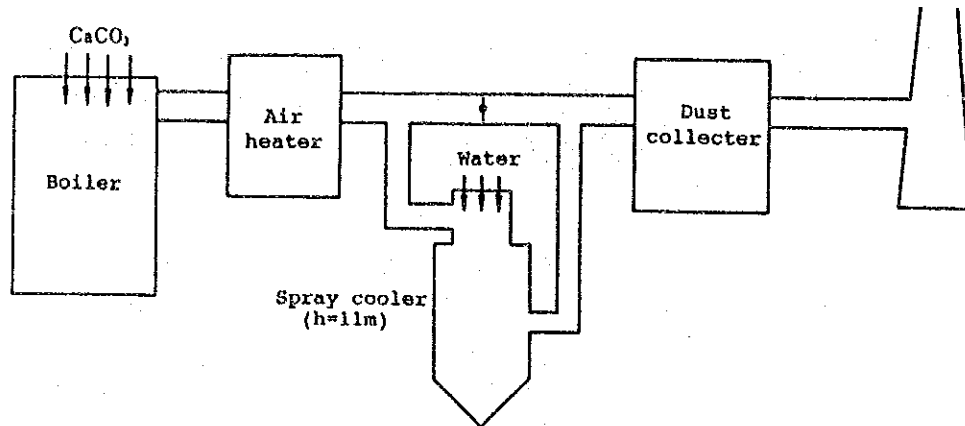 CaCO₃
Boiler
Air
heater
Water
Spray cooler
(h=11m)
Dust
collecter